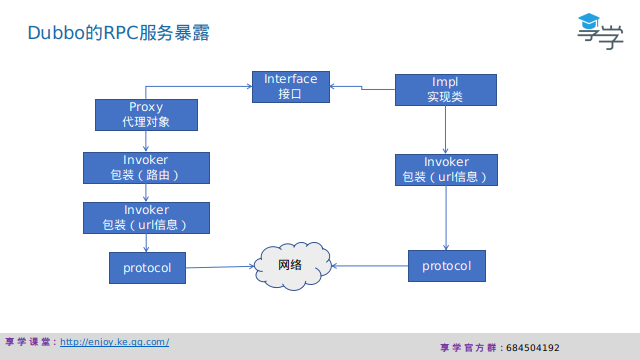 Dubbo的RPC服务暴露
享学
Interface
接口
Impl
实现类
Proxy
代理对象
Invoker
包装（路由）
Invoker
包装（url信息）
Invoker
包装（url信息）
protocol
网络
protocol
享学课堂：http://enjoy.ke.qq.com/
享学官方群：684504192